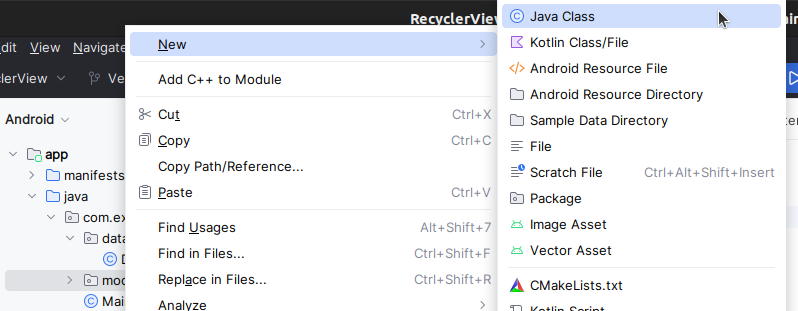 RecyclerView
dit View Navigate
clerView Ve
Android
app
manifests
java
com.ex
data
D
mod
Mai
New
Add C++ to Module
Cut Ctrl+X
Copy Ctrl+C
Copy Path/Reference...
Paste Ctrl+V
Find Usages Alt+Shift+7
Find in Files... Ctrl+Shift+F
Replace in Files... Ctrl+Shift+R
Analyze
Java Class
Kotlin Class/File
Android Resource File
Android Resource Directory
Sample Data Directory
File
Scratch File Ctrl+Alt+Shift+Insert
Package
Image Asset
Vector Asset
CMakeLists.txt
Kotlin Script